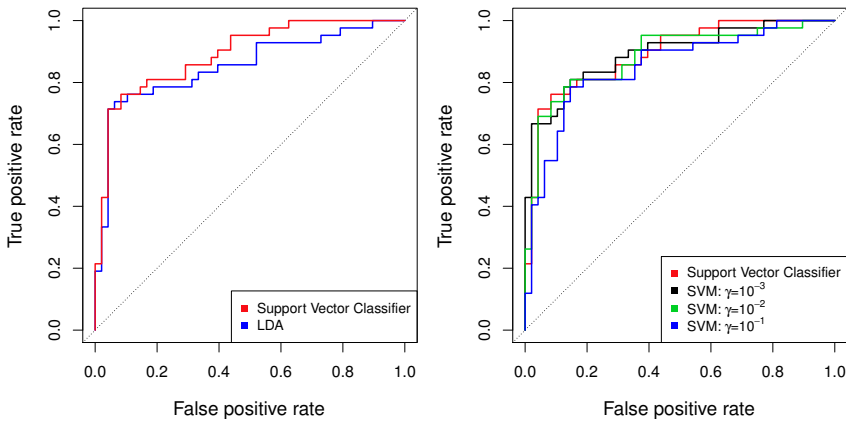 True positive rate
1.0
0.8
0.6
0.4
0.2
0.0
Support Vector Classifier
LDA
0.0 0.2 0.4 0.6 0.8 1.0
False positive rate
True positive rate
1.0
0.8
0.6
0.4
0.2
0.0
Support Vector Classifier
SVM: γ=10⁻³
SVM: γ=10⁻²
SVM: γ=10⁻¹
0.0 0.2 0.4 0.6 0.8 1.0
False positive rate